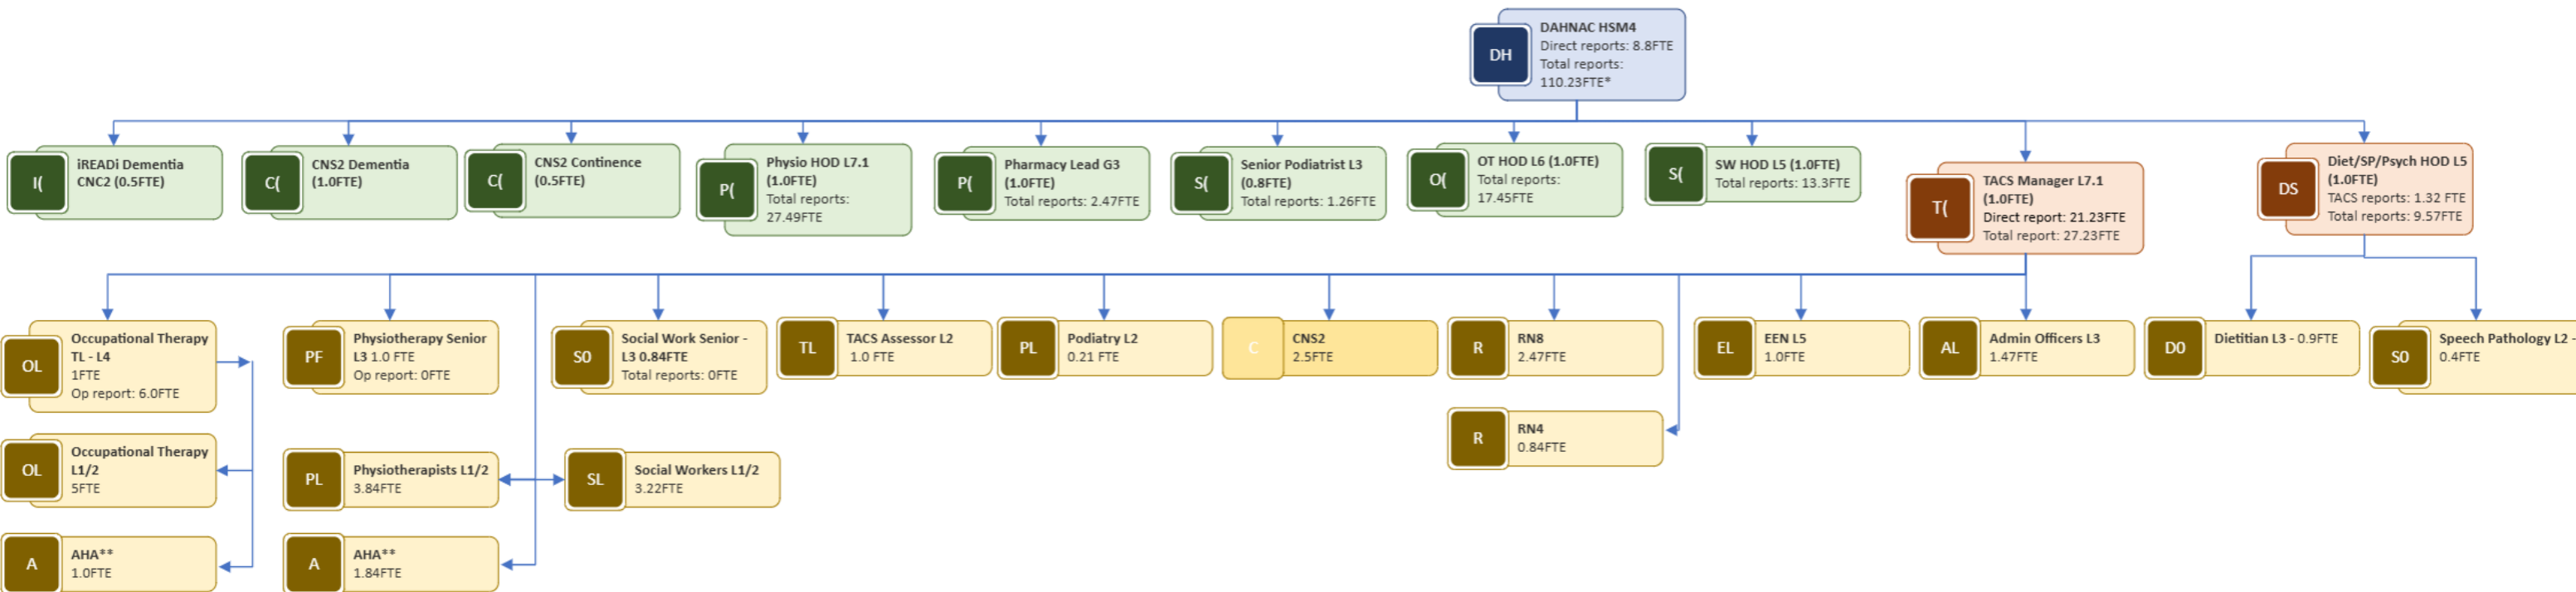 DH
DAHNAC HSM4
Direct reports: 8.8FTE
Total reports:
110.23FTE*
I(
iREADi Dementia
CNC2 (0.5FTE)
C(
CNS2 Dementia
(1.0FTE)
C(
CNS2 Continence
(0.5FTE)
P(
Physio HOD L7.1
(1.0FTE)
Total reports:
27.49FTE
P(
Pharmacy Lead G3
(1.0FTE)
Total reports: 2.47FTE
S(
Senior Podiatrist L3
(0.8FTE)
Total reports: 1.26FTE
O(
OT HOD L6 (1.0FTE)
Total reports:
17.45FTE
S(
SW HOD L5 (1.0FTE)
Total reports: 13.3FTE
T(
TACS Manager L7.1
(1.0FTE)
Direct report: 21.23FTE
Total report: 27.23FTE
DS
Diet/SP/Psych HOD L5
(1.0FTE)
TACS reports: 1.32 FTE
Total reports: 9.57FTE
OL
Occupational Therapy
TL - L4
1FTE
Op report: 6.0FTE
PF
Physiotherapy Senior
L3 1.0 FTE
Op report: 0FTE
S0
Social Work Senior -
L3 0.84FTE
Total reports: 0FTE
TL
TACS Assessor L2
1.0 FTE
PL
Podiatry L2
0.21 FTE
C
CNS2
2.5FTE
R
RN8
2.47FTE
EL
EEN L5
1.0FTE
AL
Admin Officers L3
1.47FTE
D0
Dietitian L3 - 0.9FTE
S0
Speech Pathology L2 -
0.4FTE
R
RN4
0.84FTE
OL
Occupational Therapy
L1/2
5FTE
PL
Physiotherapists L1/2
3.84FTE
SL
Social Workers L1/2
3.22FTE
A
AHA**
1.0FTE
A
AHA**
1.84FTE